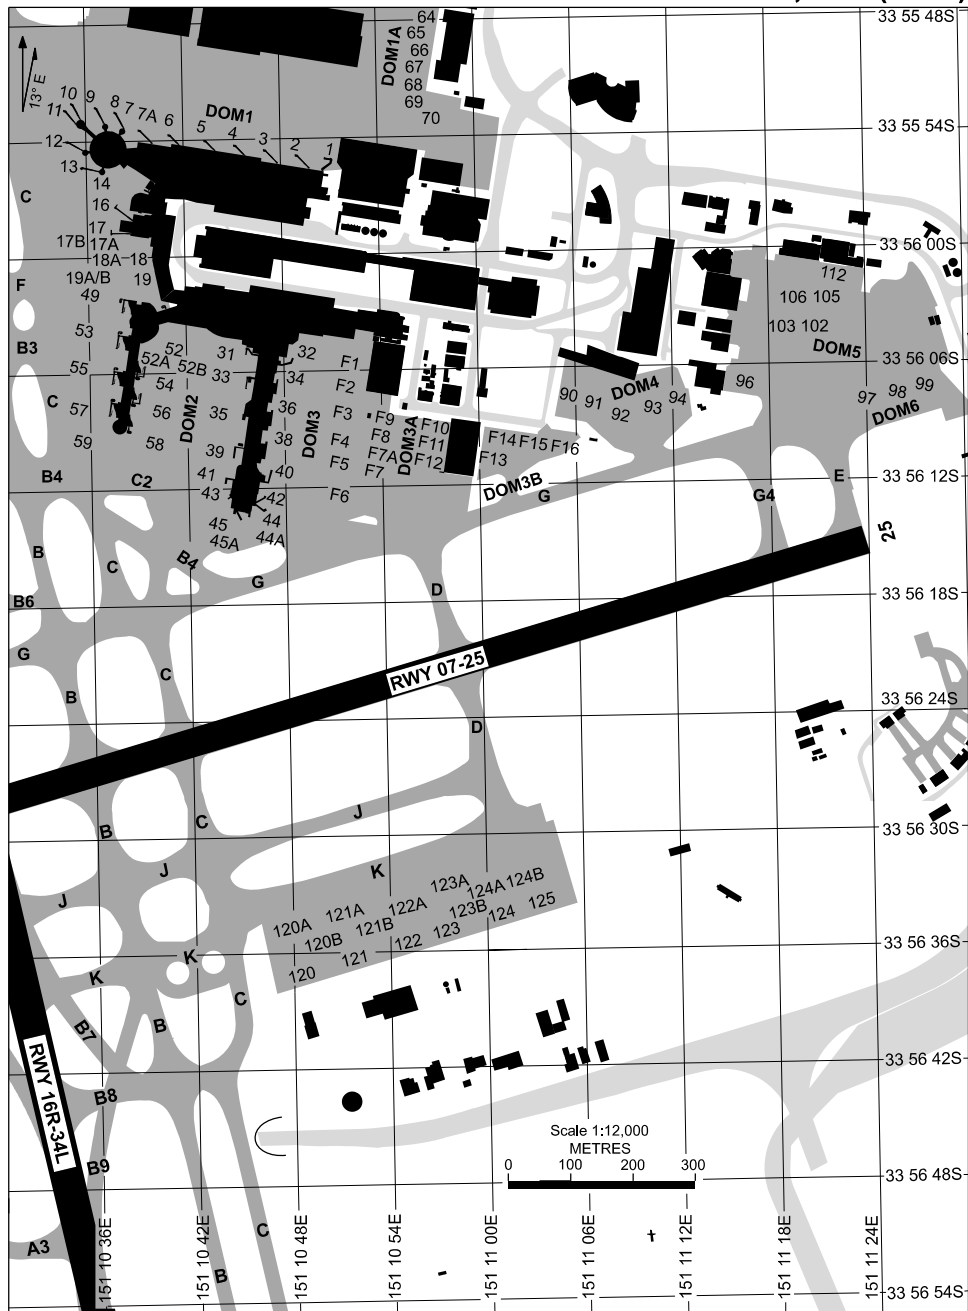 33 55 48S
64
65
66
67
68
69
70
DOM1A
13° E
10
9
8
7
7A
6
DOM1
5
4
3
2
1
11
12
13
14
33 55 54S
C
16
17
17B
17A
18A
18
19A/B
19
49
F
33 56 00S
112
106
105
103
102
DOM5
53
B3
52
52A
52B
31
32
F1
33 56 06S
55
54
33
34
F2
90
91
92
93
94
DOM4
96
97
98
99
DOM6
C
57
56
DOM2
35
36
DOM3
F3
F9
F8
F7A
F7
DOM3A
F10
F11
F12
F13
F14
F15
F16
59
58
39
38
F4
F5
B4
C2
41
40
43
42
F6
DOM3B
G
G4
E
33 56 12S
45
44
45A
44A
25
B
C
B4
G
D
B6
33 56 18S
G
C
B
RWY 07-25
33 56 24S
D
J
B
C
33 56 30S
J
K
J
123A
124A
124B
120A
121A
122A
123B
125
120B
121B
124
123
122
121
120
33 56 36S
K
K
C
B7
B
RWY 16R-34L
33 56 42S
B8
Scale 1:12,000
METRES
0
100
200
300
B9
33 56 48S
A3
C
B
151 10 36E
151 10 42E
151 10 48E
151 10 54E
151 11 00E
151 11 06E
151 11 12E
151 11 18E
151 11 24E
33 56 54S